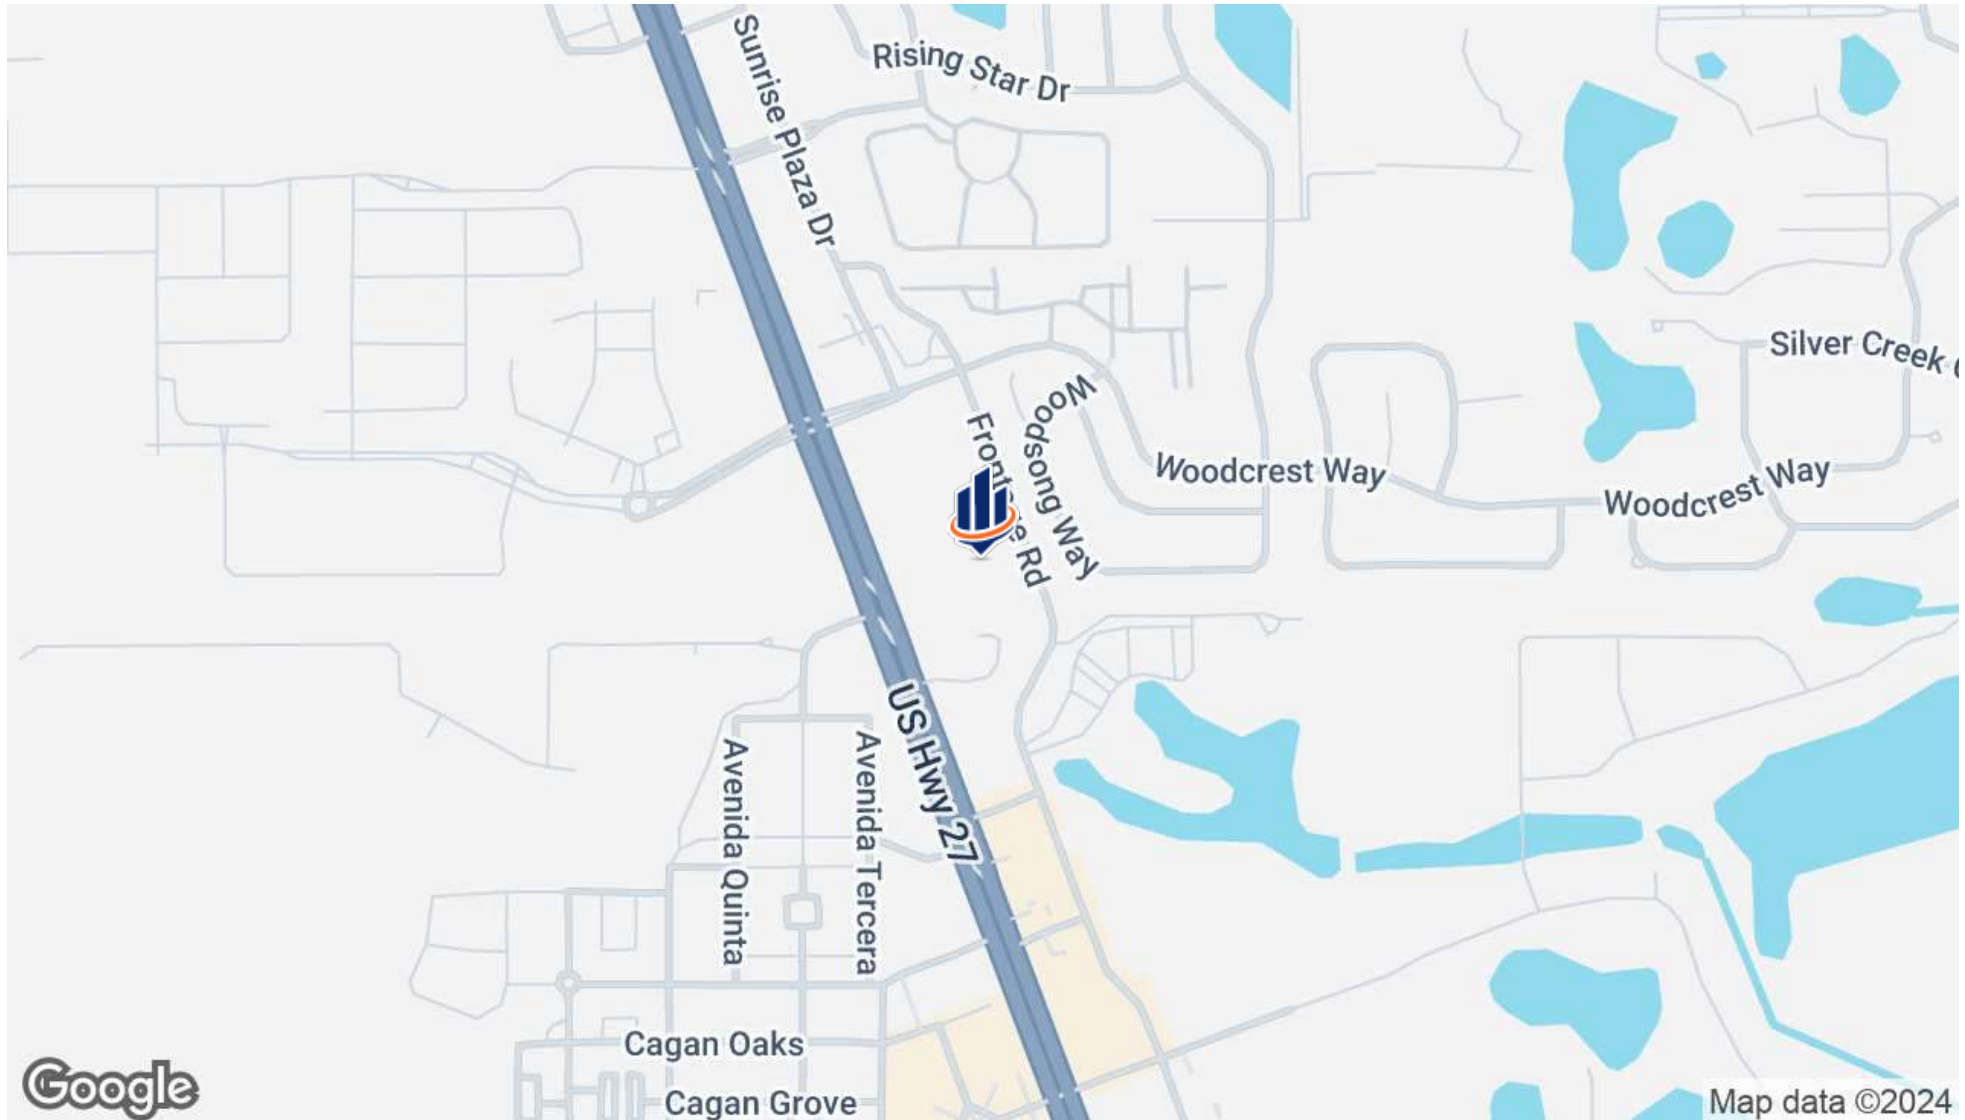 Sunrise Plaza Dr
Rising Star Dr
Silver Creek
Woodsong Way
Woodcrest Way
Woodcrest Way
Rd
US Hwy 27
Avenida Quinta
Avenida Tercera
Cagan Oaks
Cagan Grove
Google
Map data ©2024